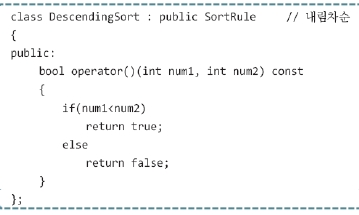 class DescendingSort : public SortRule // 내림차순
{
public:
bool operator()(int num1, int num2) const
{
if(num1<num2)
return true;
else
return false;
}
};